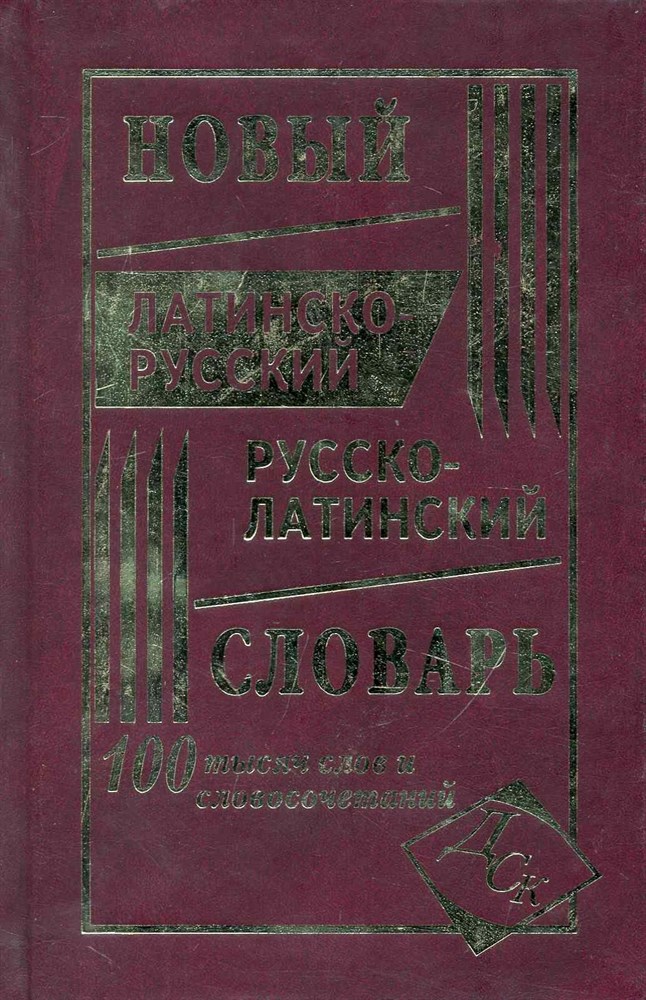 НОВЫЙ
ЛАТИНСКО-
РУССКИЙ
РУССКО-
ЛАТИНСКИЙ
СЛОВАРЬ
100 тысяч слов и
словосочетаний
ДСК